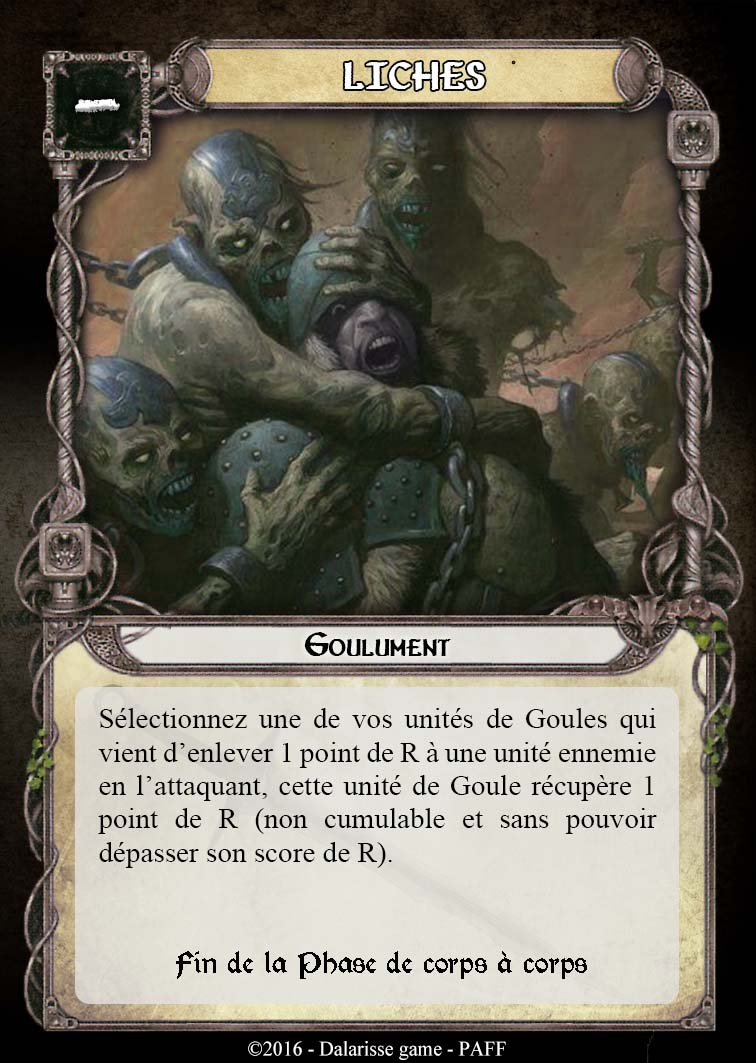 LICHES
GOULUMENT
Sélectionnez une de vos unités de Goules qui
vient d’enlever 1 point de R à une unité ennemie
en l’attaquant, cette unité de Goule récupère 1
point de R (non cumulable et sans pouvoir
dépasser son score de R).
Fin de la Phase de corps à corps
©2016 - Dalarisse game - PAFF